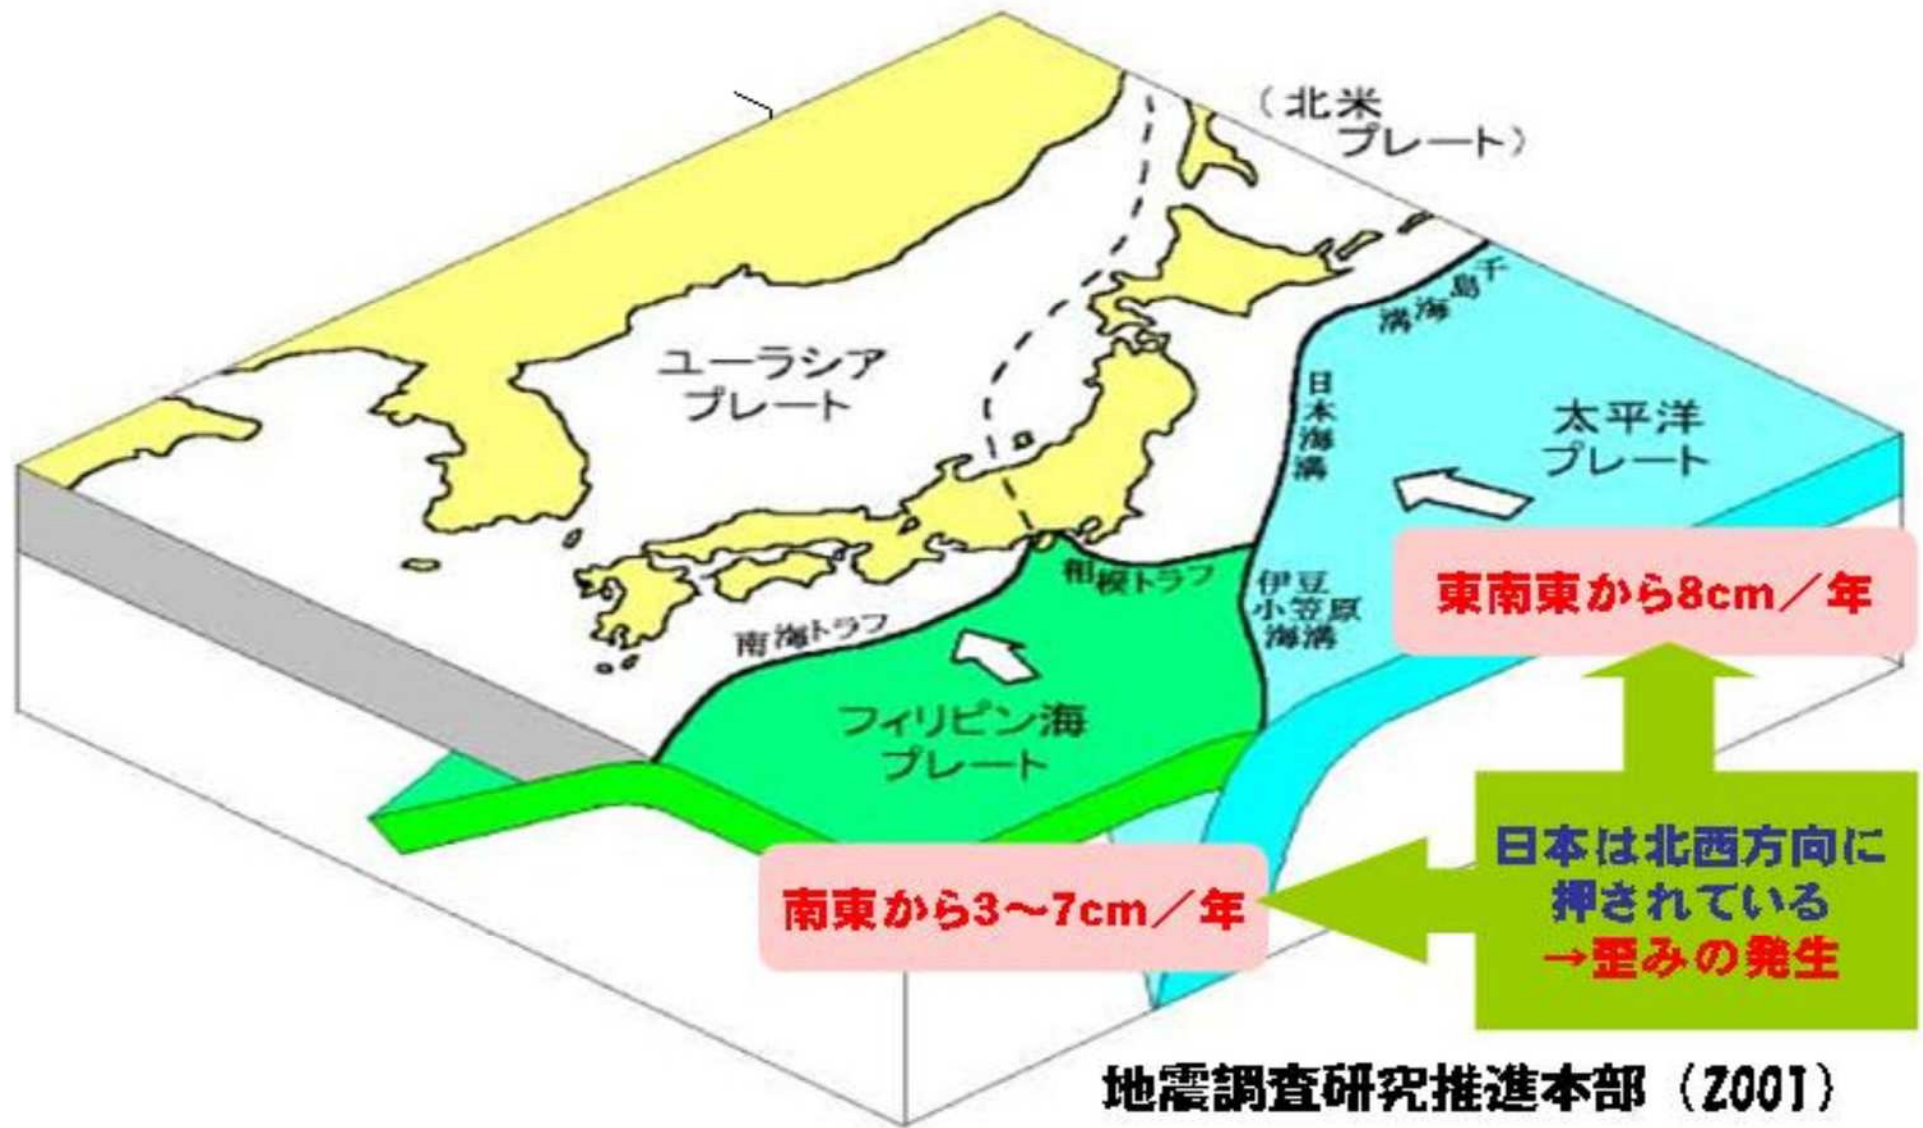 （北米
プレート）
千島海溝
ユーラシア
プレート
日本海溝
太平洋
プレート
東南東から8cm／年
相模トラフ
伊豆
小笠原
海溝
南海トラフ
フィリピン海
プレート
南東から3～7cm／年
日本は北西方向に
押されている
→歪みの発生
地震調査研究推進本部（2001）